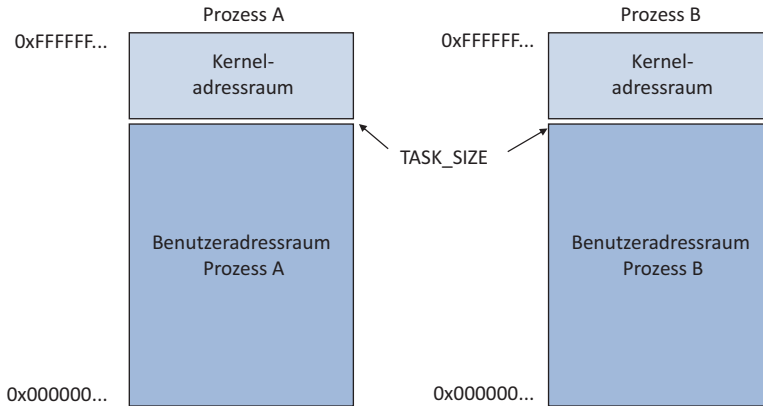 Prozess A
0xFFFFFF...
Kernel-
adressraum
TASK_SIZE
Benutzeradressraum
Prozess A
0x000000...
Prozess B
0xFFFFFF...
Kernel-
adressraum
Benutzeradressraum
Prozess B
0x000000...